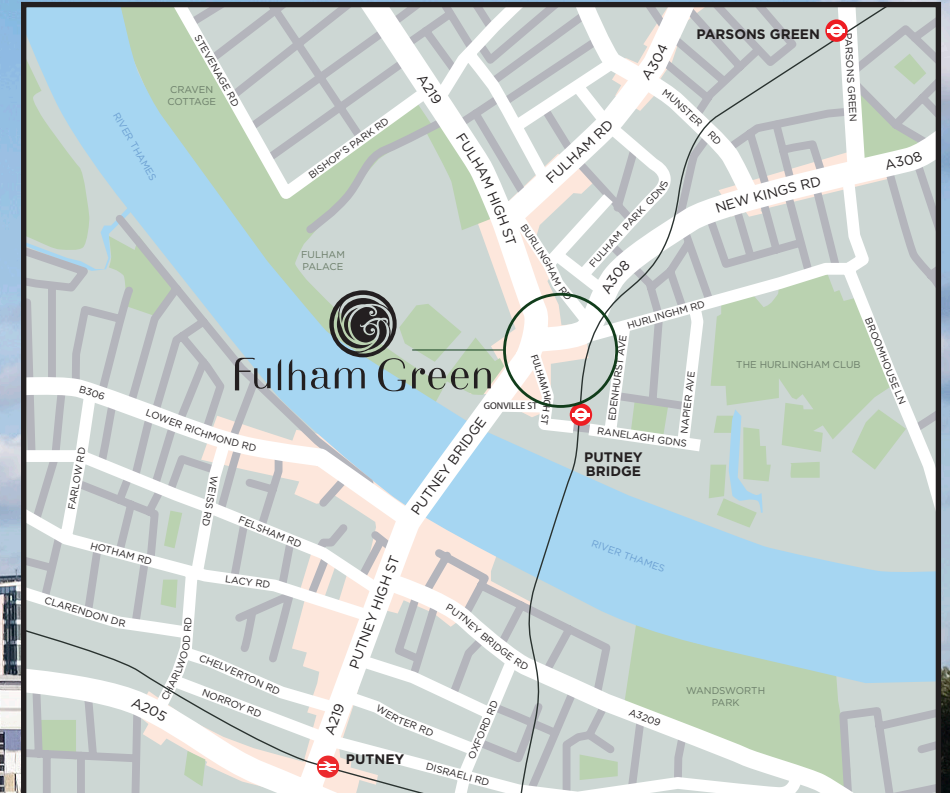 PARSONS GREEN
PARSONS GREEN
STEVENAGE RD
A219
A304
CRAVEN
COTTAGE
MUNSTER RD
RIVER THAMES
BISHOP'S PARK RD
FULHAM HIGH ST
FULHAM RD
A308
NEW KINGS RD
FULHAM PARK GDNS
BURLINGHAM RD
FULHAM
PALACE
A308
HURLINGHM RD
Fulham Green
FULHAM HIGH ST
EDENHURST AVE
NAPIER AVE
THE HURLINGHAM CLUB
BROOMHOUSE LN
B306
LOWER RICHMOND RD
GONVILLE ST
RANELAGH GDNS
PUTNEY
BRIDGE
PUTNEY BRIDGE
FARLOW RD
WEISS RD
FELSHAM RD
HOTHAM RD
LACY RD
RIVER THAMES
PUTNEY HIGH ST
CLARENDON DR
PUTNEY BRIDGE RD
CHARLWOOD RD
CHELVERTON RD
NORROY RD
WANDSWORTH
PARK
A205
A219
WERTER RD
OXFORD RD
A3209
PUTNEY
DISRAELI RD